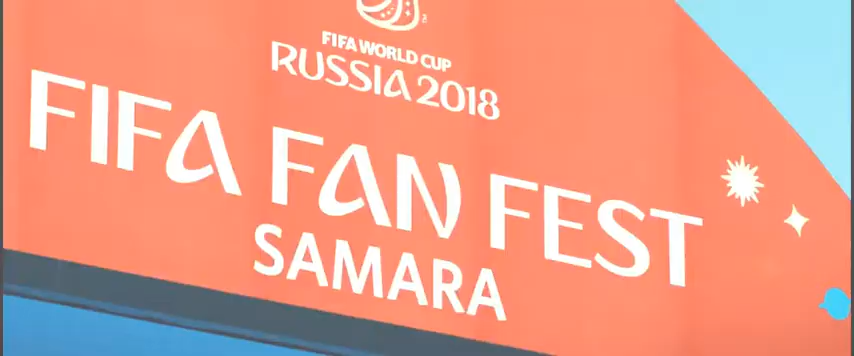 FIFA WORLD CUP
RUSSIA 2018
FIFA FAN FEST
SAMARA